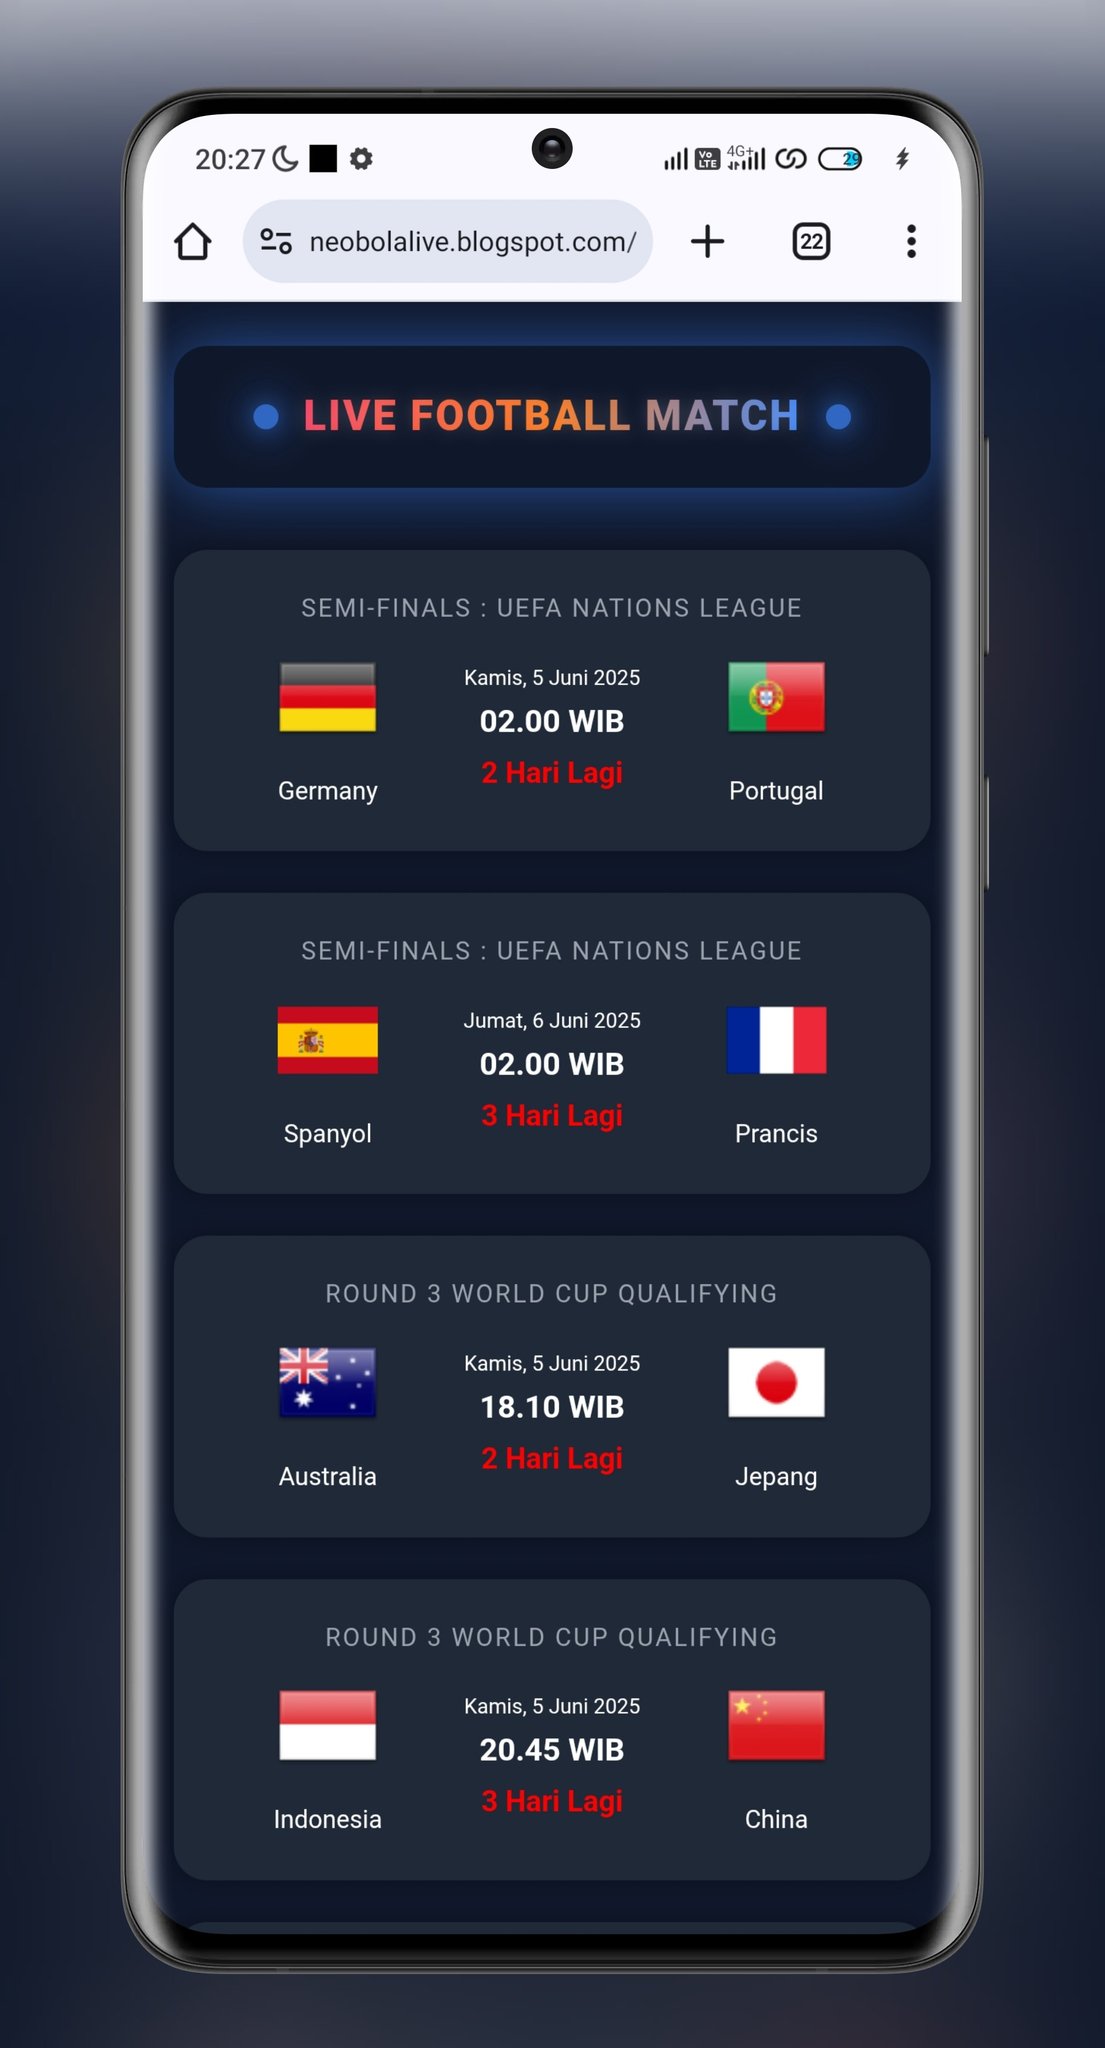 20:27
Vo LTE 4G+ 29
neobolalive.blogspot.com/
22
LIVE FOOTBALL MATCH
SEMI-FINALS : UEFA NATIONS LEAGUE
Kamis, 5 Juni 2025
02.00 WIB
2 Hari Lagi
Germany
Portugal
SEMI-FINALS : UEFA NATIONS LEAGUE
Jumat, 6 Juni 2025
02.00 WIB
3 Hari Lagi
Spanyol
Prancis
ROUND 3 WORLD CUP QUALIFYING
Kamis, 5 Juni 2025
18.10 WIB
2 Hari Lagi
Australia
Jepang
ROUND 3 WORLD CUP QUALIFYING
Kamis, 5 Juni 2025
20.45 WIB
3 Hari Lagi
Indonesia
China